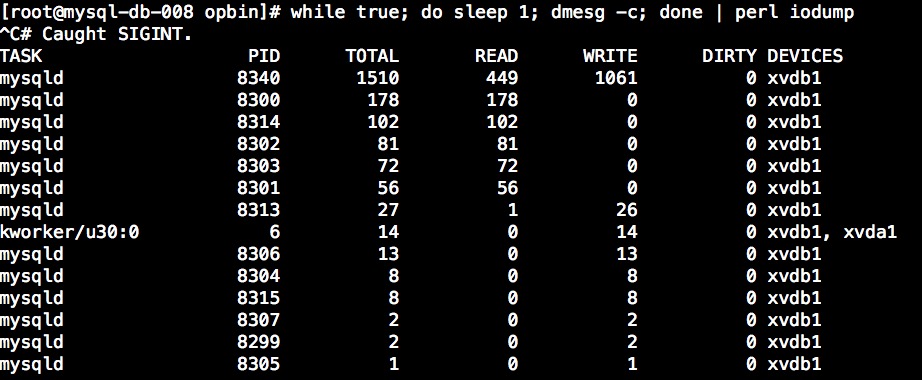 [root@mysql-db-008 opbin]# while true; do sleep 1; dmesg -c; done | perl iodump
^C# Caught SIGINT.
TASK PID TOTAL READ WRITE DIRTY DEVICES
mysqld 8340 1510 449 1061 0 xvdb1
mysqld 8300 178 178 0 0 xvdb1
mysqld 8314 102 102 0 0 xvdb1
mysqld 8302 81 81 0 0 xvdb1
mysqld 8303 72 72 0 0 xvdb1
mysqld 8301 56 56 0 0 xvdb1
mysqld 8313 27 1 26 0 xvdb1
kworker/u30:0 6 14 0 14 0 xvdb1, xvda1
mysqld 8306 13 0 13 0 xvdb1
mysqld 8304 8 0 8 0 xvdb1
mysqld 8315 8 0 8 0 xvdb1
mysqld 8307 2 0 2 0 xvdb1
mysqld 8299 2 0 2 0 xvdb1
mysqld 8305 1 0 1 0 xvdb1